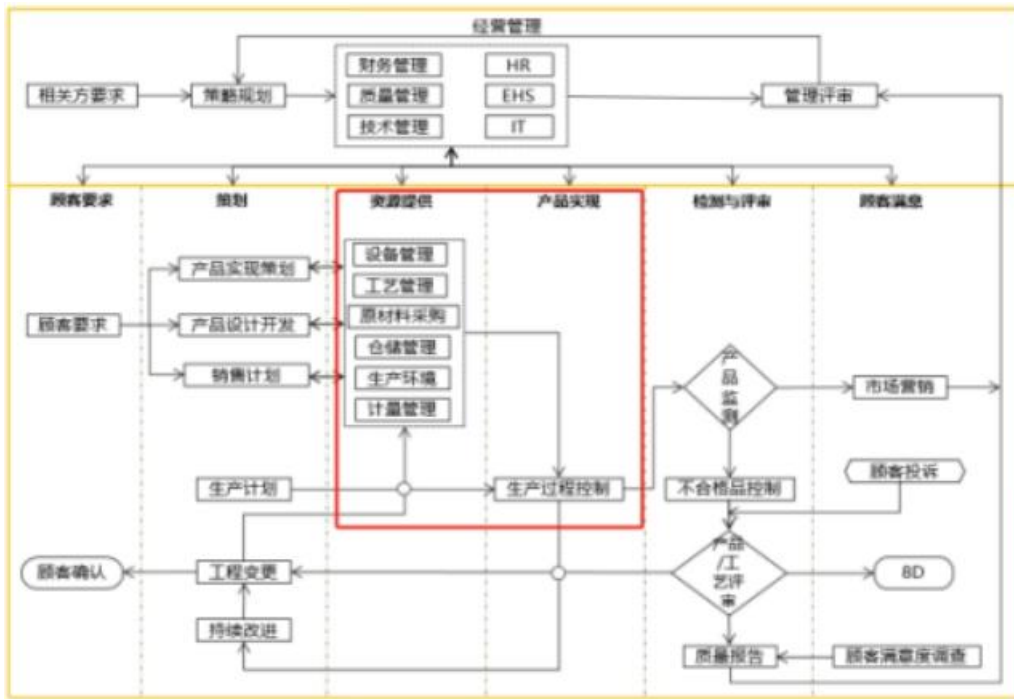 经营管理
财务管理
HR
相关方要求
策略规划
质量管理
EHS
管理评审
技术管理
IT
顾客要求
策划
资源提供
产品实现
检测与评审
顾客满意
设备管理
产品实现策划
工艺管理
顾客要求
产品设计开发
原材料采购
仓储管理
销售计划
生产环境
产品监测
市场营销
计量管理
顾客投诉
生产计划
生产过程控制
不合格品控制
顾客确认
工程变更
产品
/工
艺评
审
8D
持续改进
质量报告
顾客满意度调查